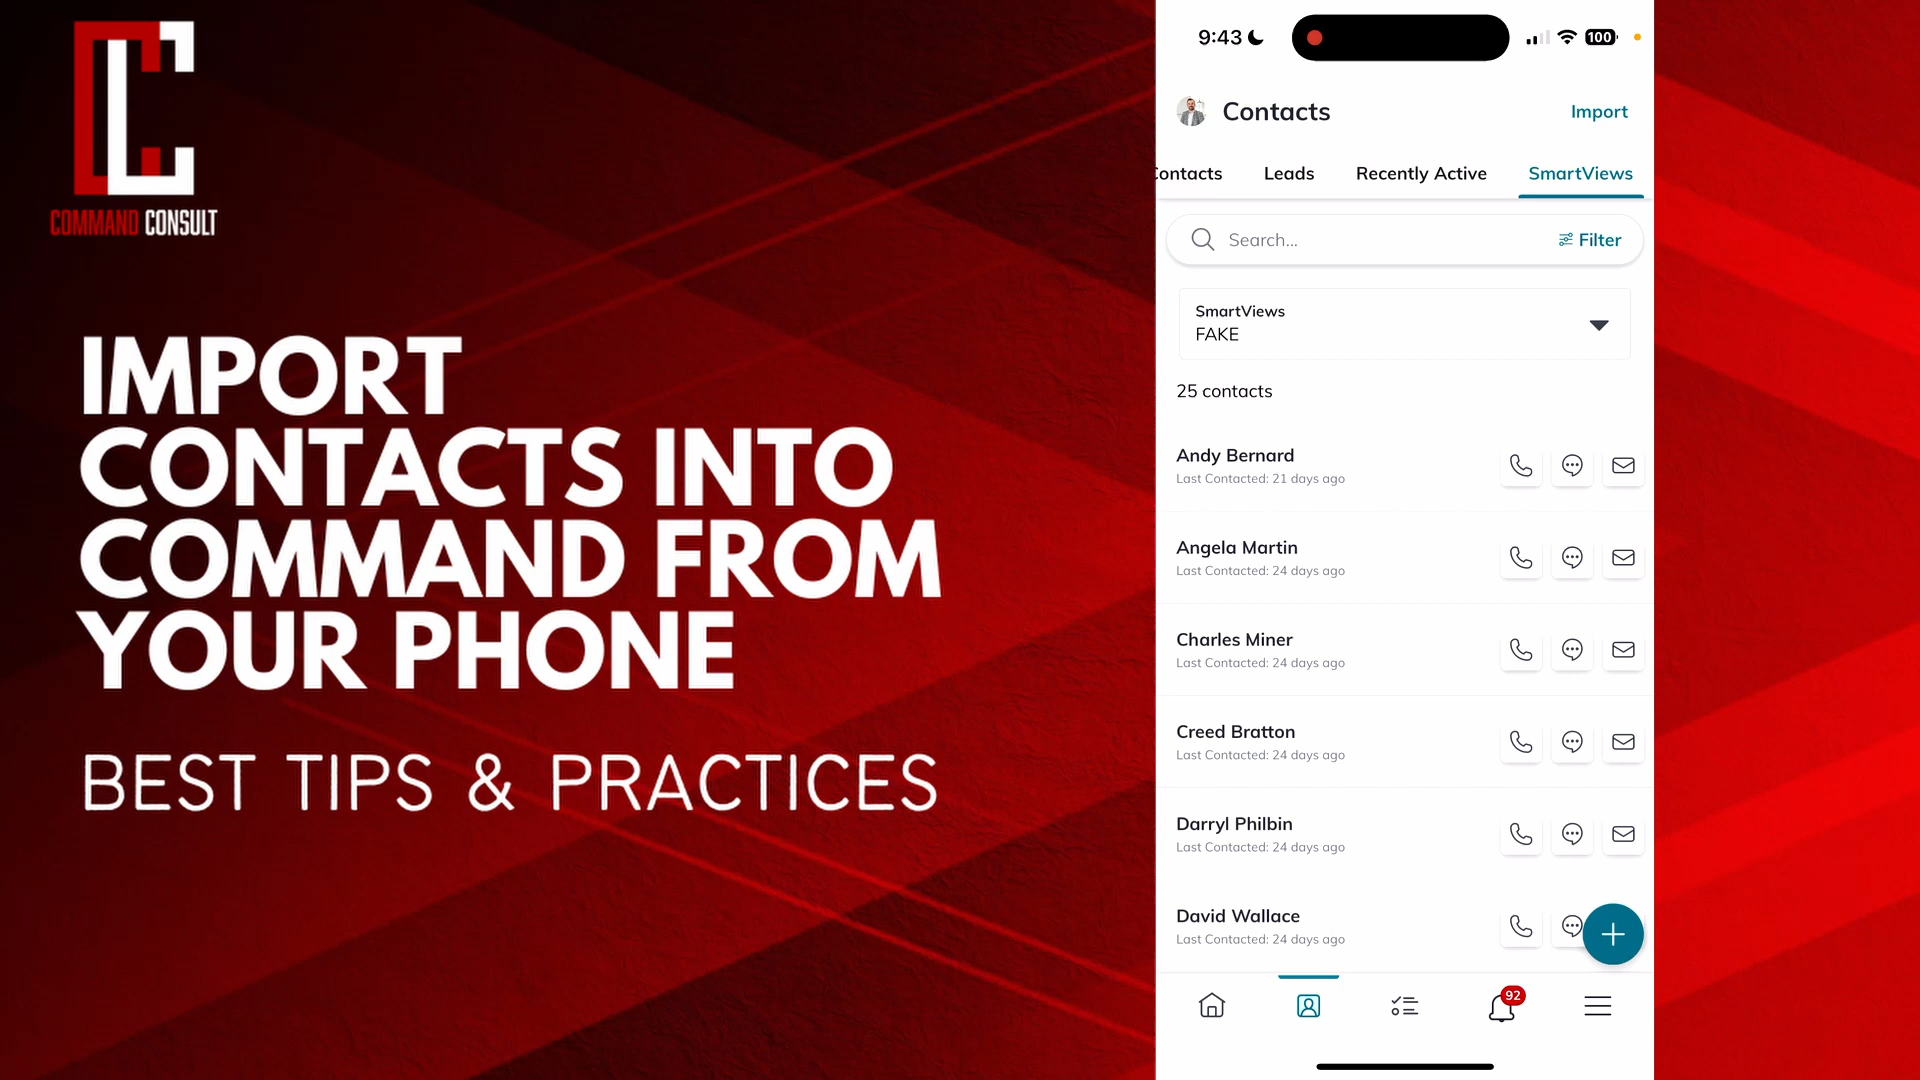 COMMAND CONSULT
IMPORT
CONTACTS INTO
COMMAND FROM
YOUR PHONE
BEST TIPS & PRACTICES
9:43
100
Contacts
Import
Contacts
Leads
Recently Active
SmartViews
Search...
Filter
SmartViews
FAKE
25 contacts
Andy Bernard
Last Contacted: 21 days ago
Angela Martin
Last Contacted: 24 days ago
Charles Miner
Last Contacted: 24 days ago
Creed Bratton
Last Contacted: 24 days ago
Darryl Philbin
Last Contacted: 24 days ago
David Wallace
Last Contacted: 24 days ago
92